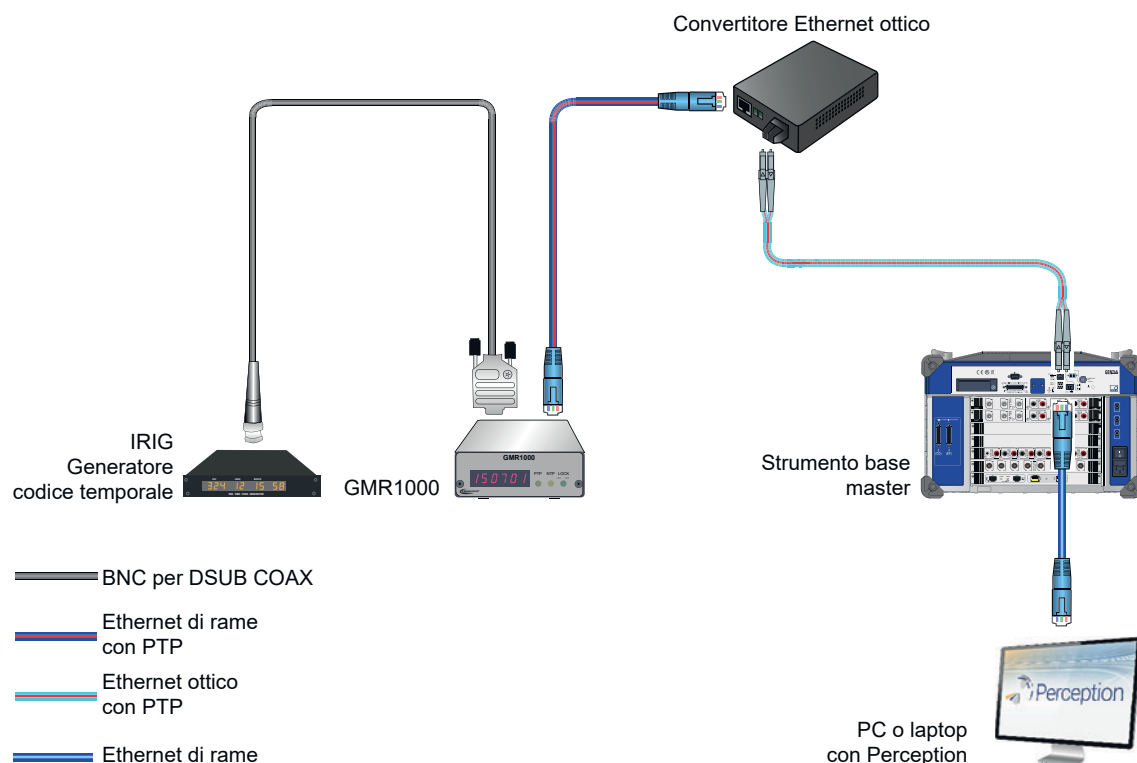 Convertitore Ethernet ottico
IRIG
Generatore
codice temporale
324 12 15 58
GMR1000
GMR1000
150701
PTP NTP LOCK
Strumento base
master
BNC per DSUB COAX
Ethernet di rame
con PTP
Ethernet ottico
con PTP
Ethernet di rame
Perception
PC o laptop
con Perception